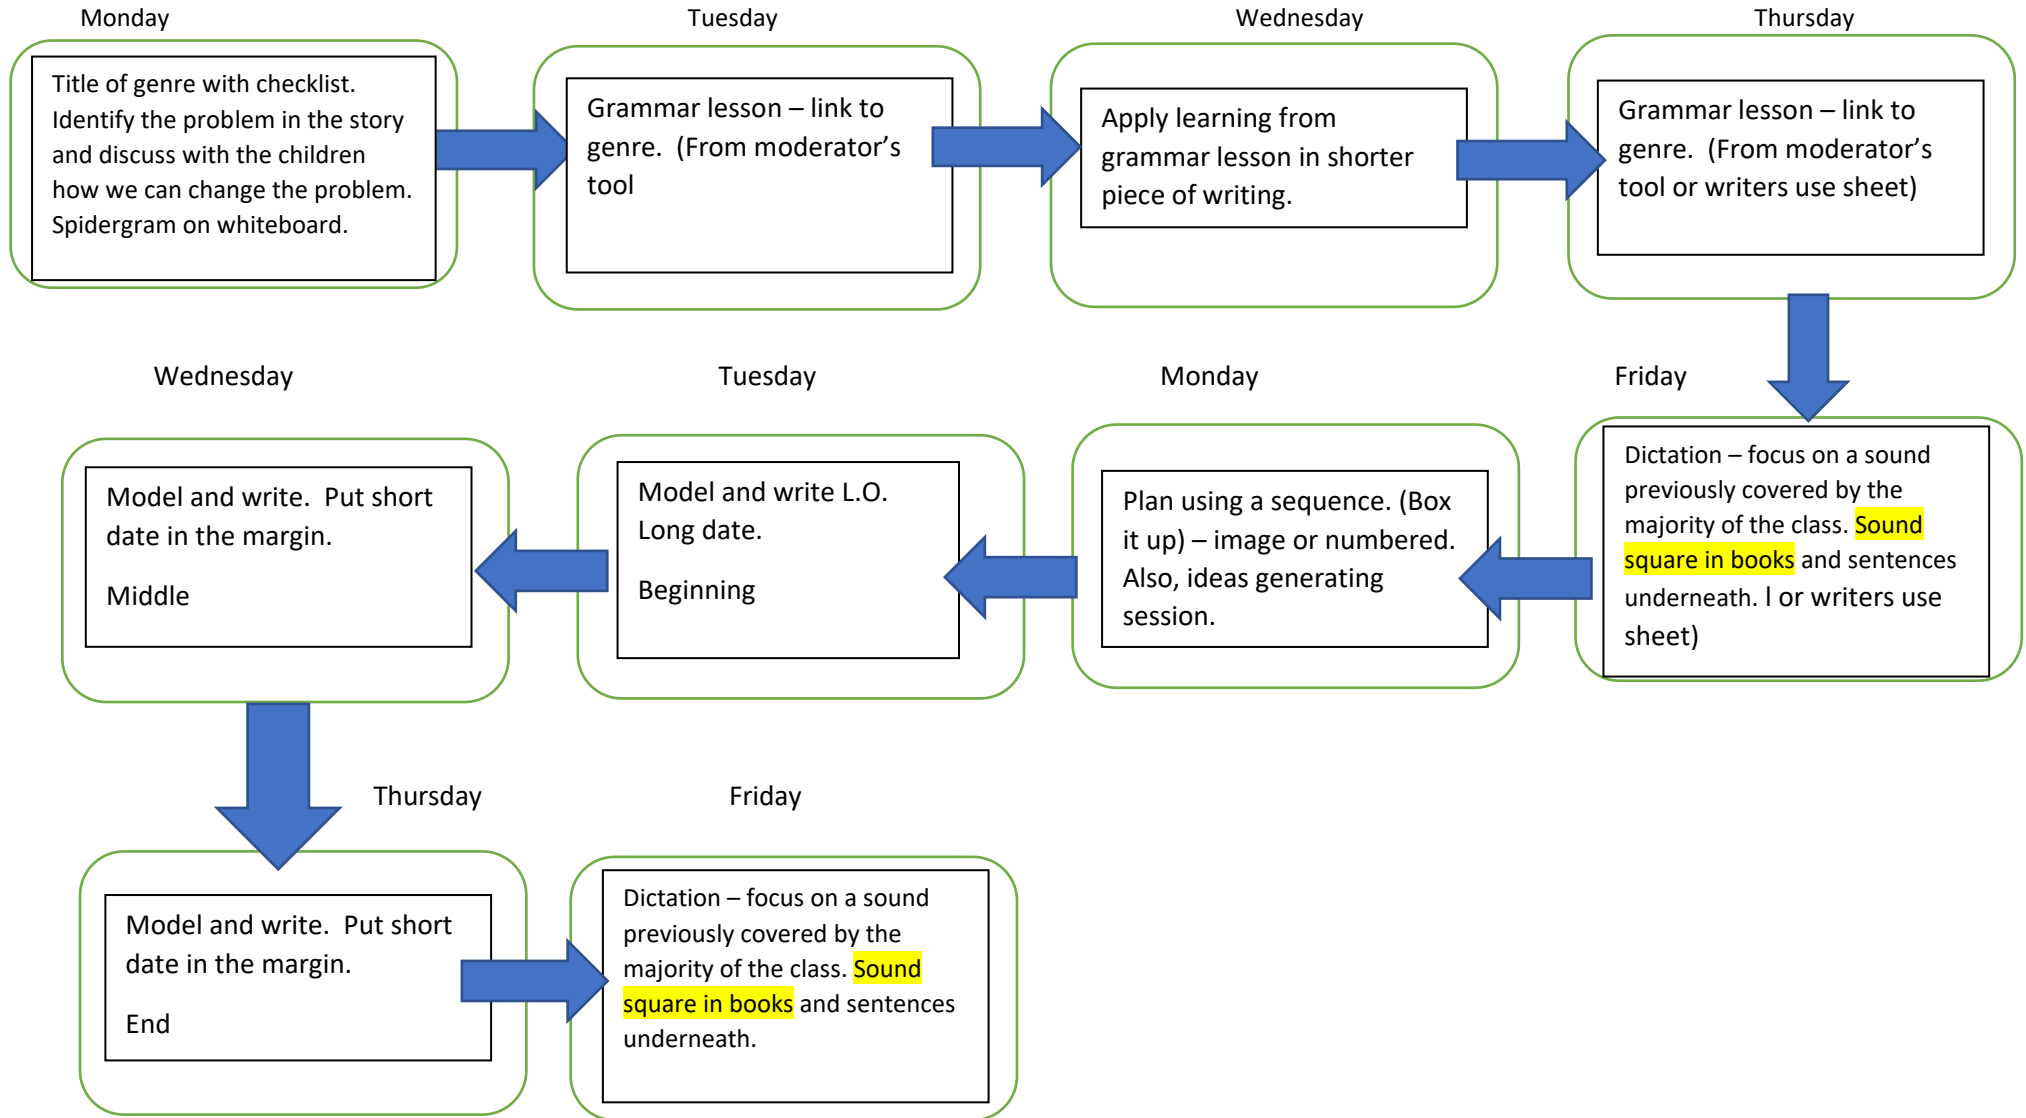 Monday
Tuesday
Wednesday
Thursday
Title of genre with checklist.
Identify the problem in the story
and discuss with the children
how we can change the problem.
Spidergram on whiteboard.
Grammar lesson – link to
genre.  (From moderator's
tool
Apply learning from
grammar lesson in shorter
piece of writing.
Grammar lesson – link to
genre.  (From moderator's
tool or writers use sheet)
Friday
Dictation – focus on a sound
previously covered by the
majority of the class. Sound
square in books and sentences
underneath. l or writers use
sheet)
Monday
Plan using a sequence. (Box
it up) – image or numbered.
Also, ideas generating
session.
Tuesday
Model and write L.O.
Long date.
Beginning
Wednesday
Model and write.  Put short
date in the margin.
Middle
Thursday
Model and write.  Put short
date in the margin.
End
Friday
Dictation – focus on a sound
previously covered by the
majority of the class. Sound
square in books and sentences
underneath.